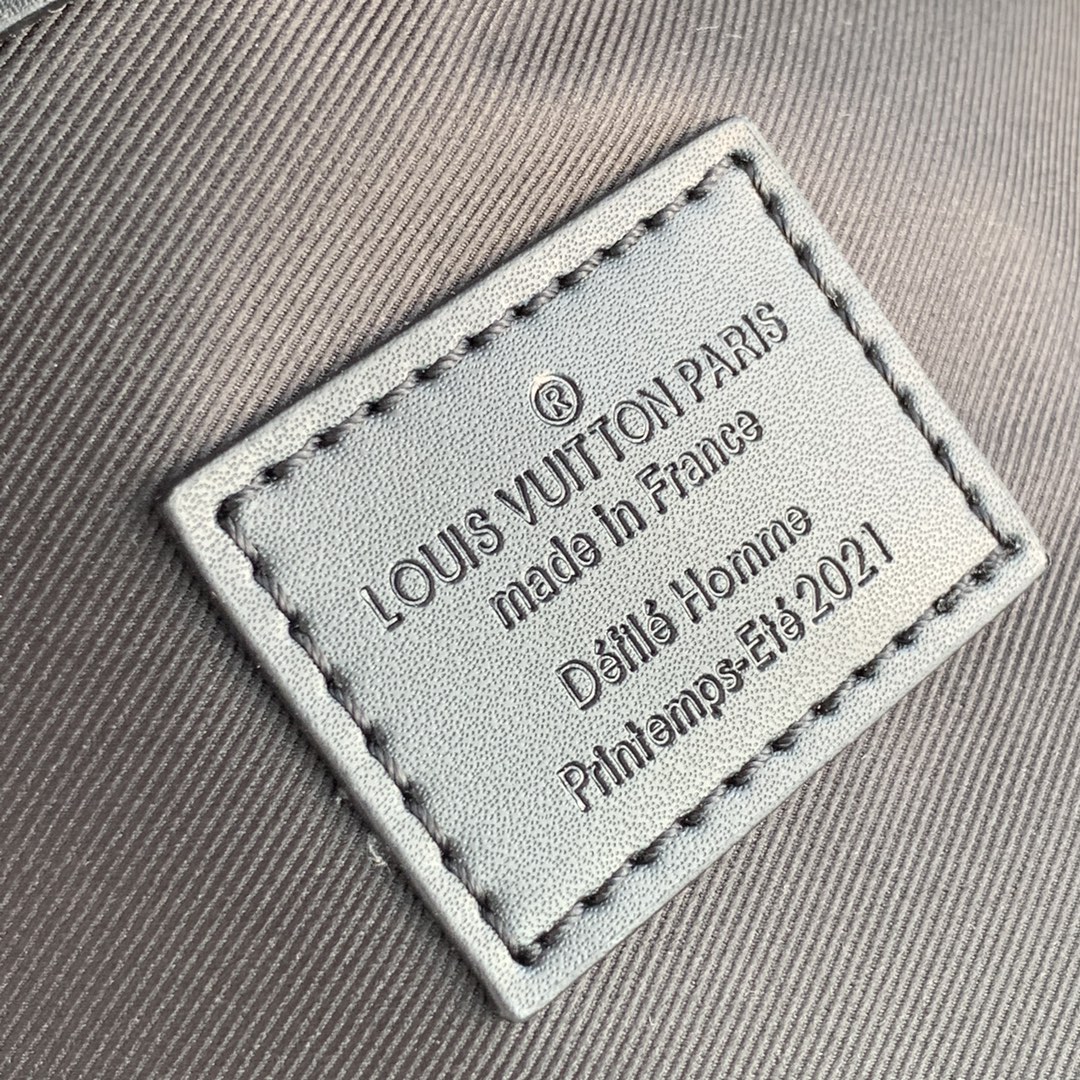 ®
LOUIS VUITTON PARIS
made in France
Défilé Homme
Printemps-Eté 2021